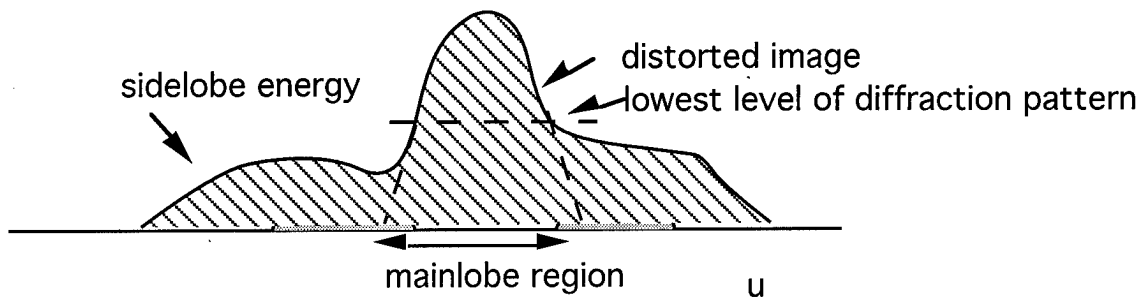 distorted image
sidelobe energy
lowest level of diffraction pattern
mainlobe region
u